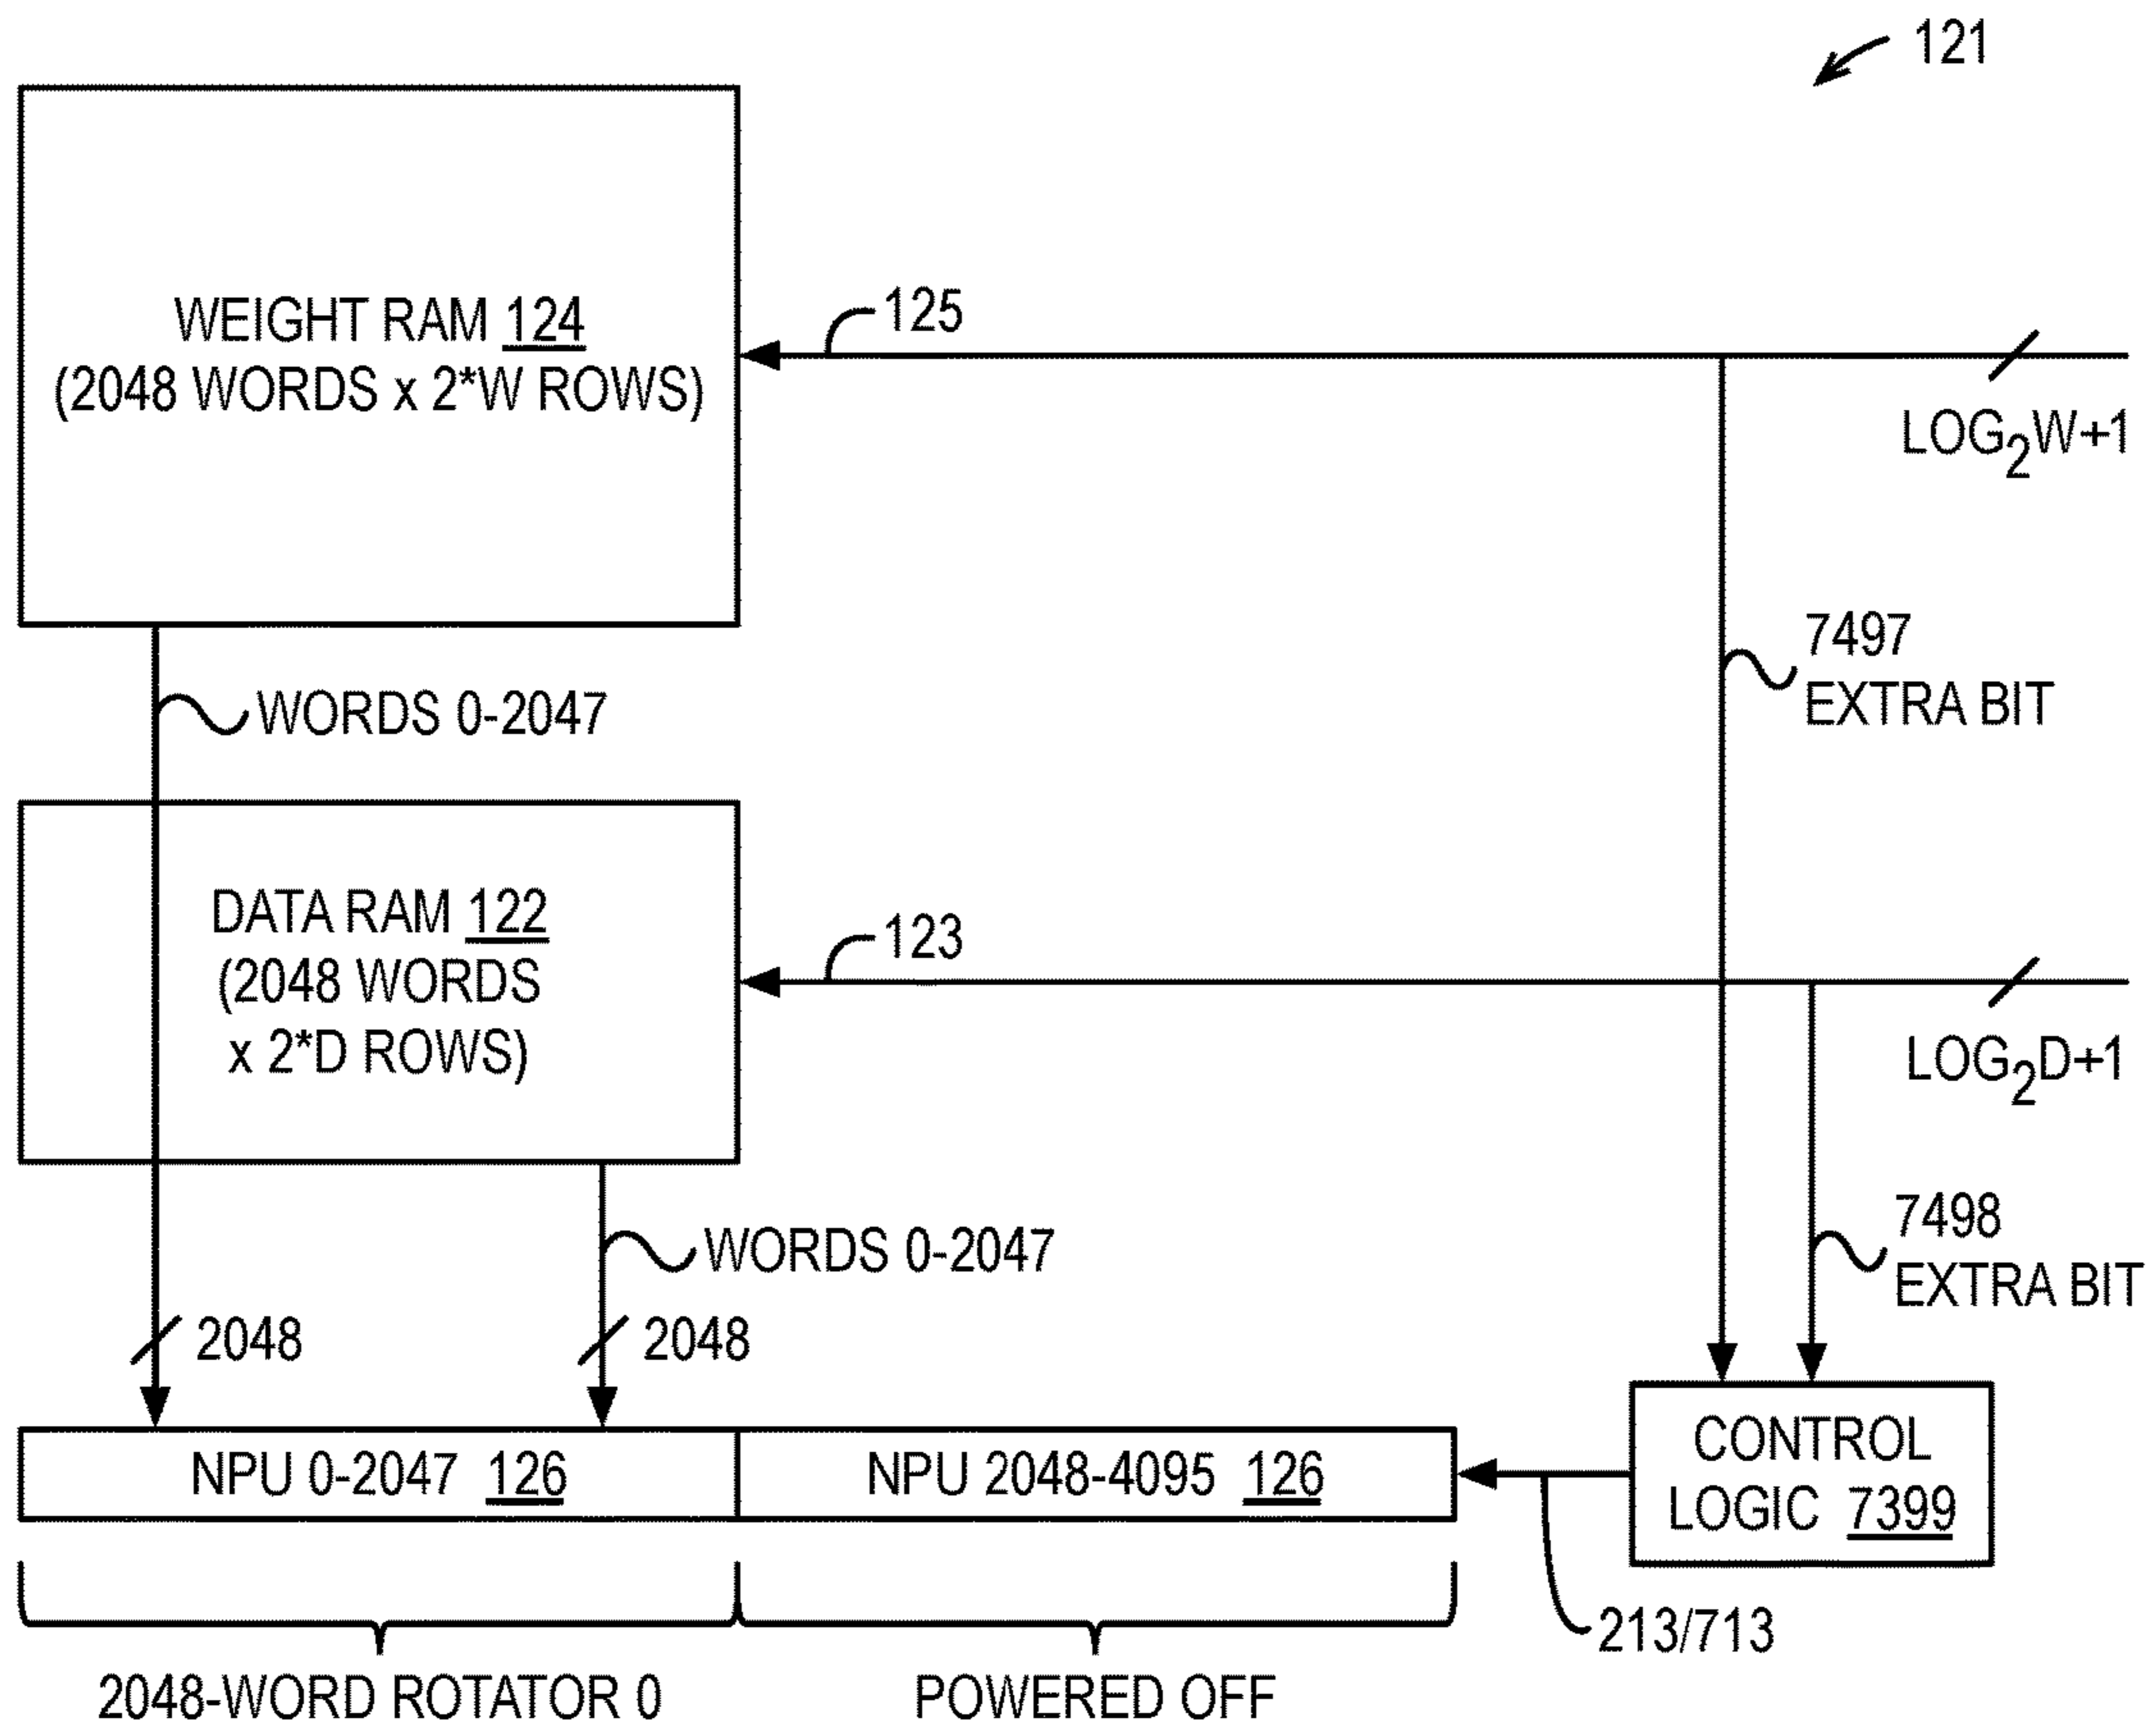 121
WEIGHT RAM 124
(2048 WORDS x 2*W ROWS)
125
LOG2W+1
7497
EXTRA BIT
WORDS 0-2047
DATA RAM 122
(2048 WORDS
x 2*D ROWS)
123
LOG2D+1
7498
EXTRA BIT
WORDS 0-2047
2048
2048
NPU 0-2047 126
NPU 2048-4095 126
CONTROL
LOGIC 7399
213/713
2048-WORD ROTATOR 0
POWERED OFF